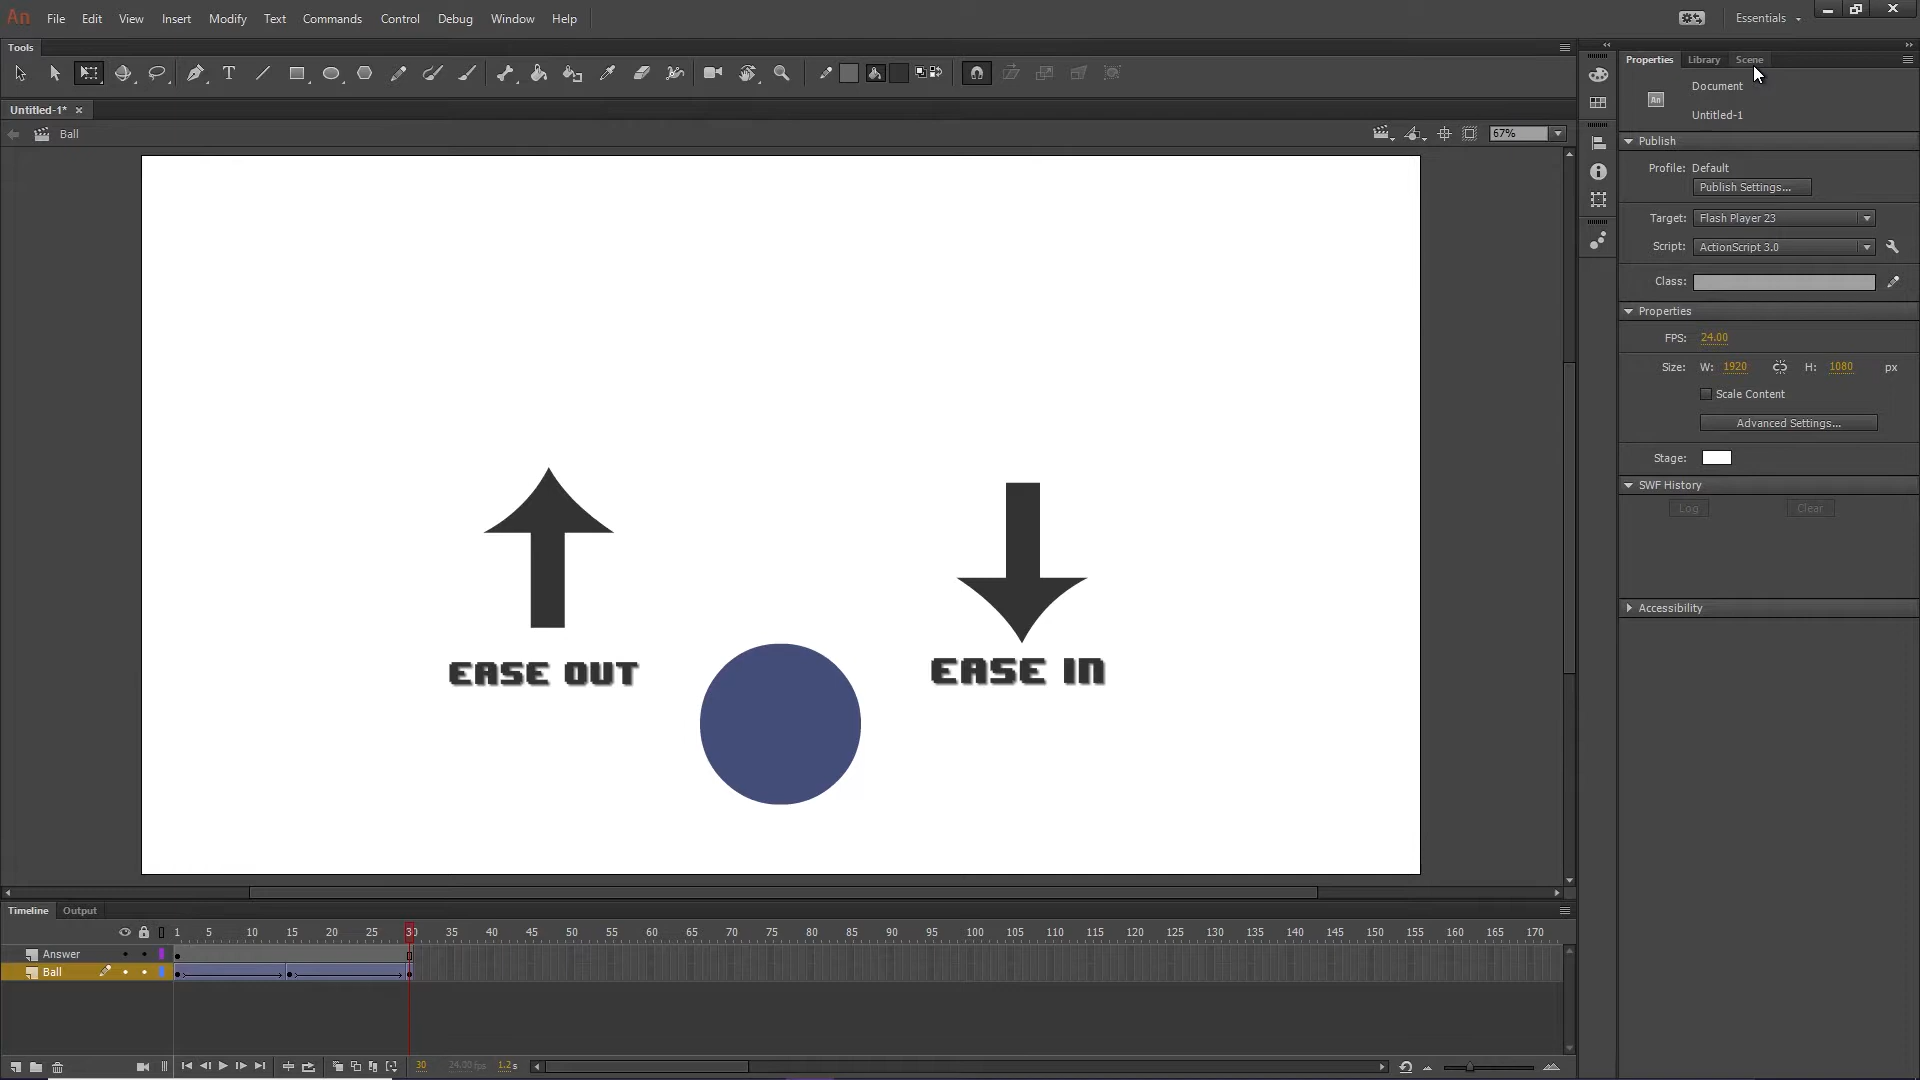 An File Edit View Insert Modify Text Commands Control Debug Window Help Essentials
Tools
Properties Library Scene
Untitled-1*
Ball 67%
Document
Untitled-1
Publish
Profile: Default
Publish Settings...
Target: Flash Player 23
Script: ActionScript 3.0
Class:
Properties
FPS: 24.00
Size: W: 1920 H: 1080 px
Scale Content
Advanced Settings...
Stage:
SWF History
Log Clear
Accessibility
EASE OUT
EASE IN
Timeline Output
1 5 10 15 20 25 30 35 40 45 50 55 60 65 70 75 80 85 90 95 100 105 110 115 120 125 130 135 140 145 150 155 160 165 170
Answer
Ball
30 24.00 fps 1.2 s